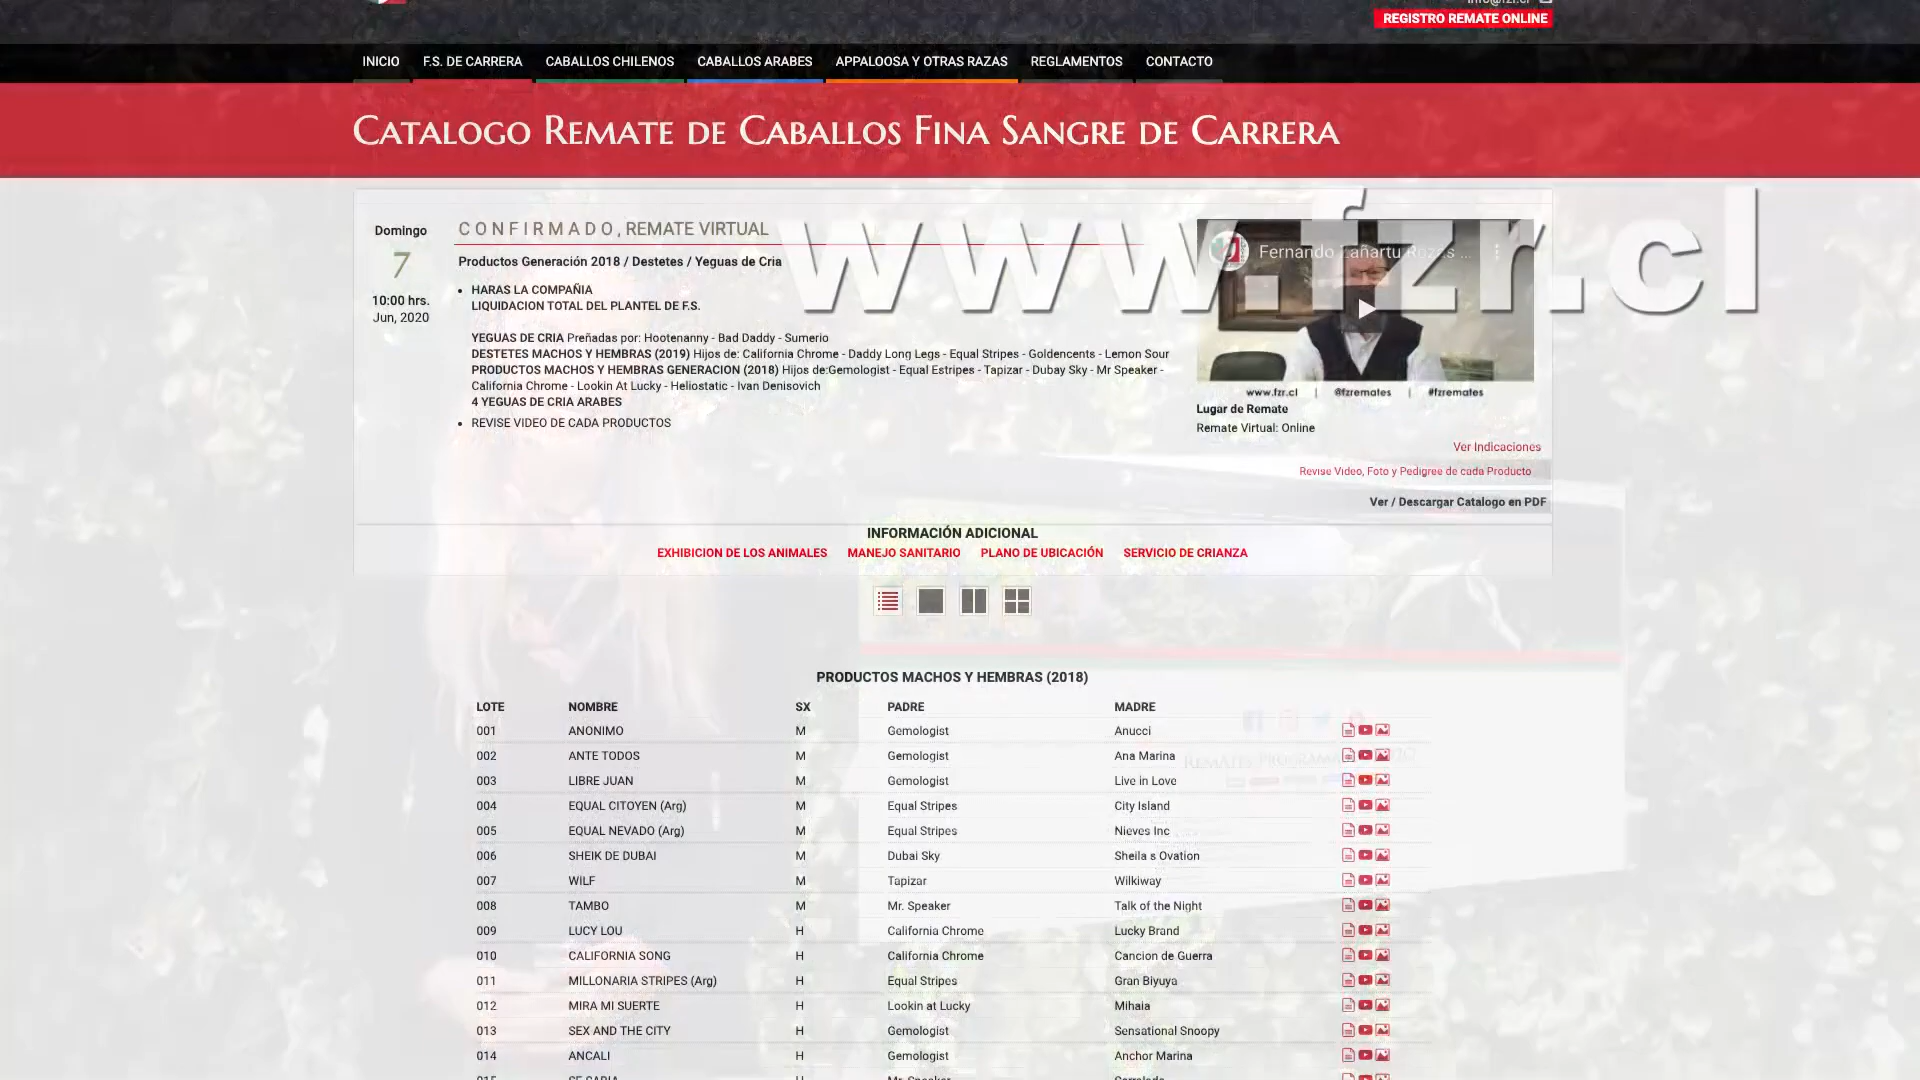 info@fzr.cl
REGISTRO REMATE ONLINE
INICIO F.S. DE CARRERA CABALLOS CHILENOS CABALLOS ARABES APPALOOSA Y OTRAS RAZAS REGLAMENTOS CONTACTO
Catalogo Remate de Caballos Fina Sangre de Carrera
www.fzr.cl
Domingo
7
10:00 hrs.
Jun, 2020
CONFIRMADO, REMATE VIRTUAL
Productos Generación 2018 / Destetes / Yeguas de Cria
• HARAS LA COMPAÑIA
LIQUIDACION TOTAL DEL PLANTEL DE F.S.
YEGUAS DE CRIA Preñadas por: Hootenanny - Bad Daddy - Sumerio
DESTETES MACHOS Y HEMBRAS (2019) Hijos de: California Chrome - Daddy Long Legs - Equal Stripes - Goldencents - Lemon Sour
PRODUCTOS MACHOS Y HEMBRAS GENERACION (2018) Hijos de:Gemologist - Equal Estripes - Tapizar - Dubay Sky - Mr Speaker -
California Chrome - Lookin At Lucky - Heliostatic - Ivan Denisovich
4 YEGUAS DE CRIA ARABES
• REVISE VIDEO DE CADA PRODUCTOS
Fernando Zañartu Rozas ...
www.fzr.cl | @fzremates | #fzremates
Lugar de Remate
Remate Virtual: Online
Ver Indicaciones
Revise Video, Foto y Pedigree de cada Producto
Ver / Descargar Catalogo en PDF
INFORMACIÓN ADICIONAL
EXHIBICION DE LOS ANIMALES MANEJO SANITARIO PLANO DE UBICACIÓN SERVICIO DE CRIANZA
PRODUCTOS MACHOS Y HEMBRAS (2018)
LOTE NOMBRE SX PADRE MADRE
001 ANONIMO M Gemologist Anucci
002 ANTE TODOS M Gemologist Ana Marina
003 LIBRE JUAN M Gemologist Live in Love
004 EQUAL CITOYEN (Arg) M Equal Stripes City Island
005 EQUAL NEVADO (Arg) M Equal Stripes Nieves Inc
006 SHEIK DE DUBAI M Dubai Sky Sheila s Ovation
007 WILF M Tapizar Wilkiway
008 TAMBO M Mr. Speaker Talk of the Night
009 LUCY LOU H California Chrome Lucky Brand
010 CALIFORNIA SONG H California Chrome Cancion de Guerra
011 MILLONARIA STRIPES (Arg) H Equal Stripes Gran Biyuya
012 MIRA MI SUERTE H Lookin at Lucky Mihaia
013 SEX AND THE CITY H Gemologist Sensational Snoopy
014 ANCALI H Gemologist Anchor Marina
015 SE SABIA H Mr. Speaker